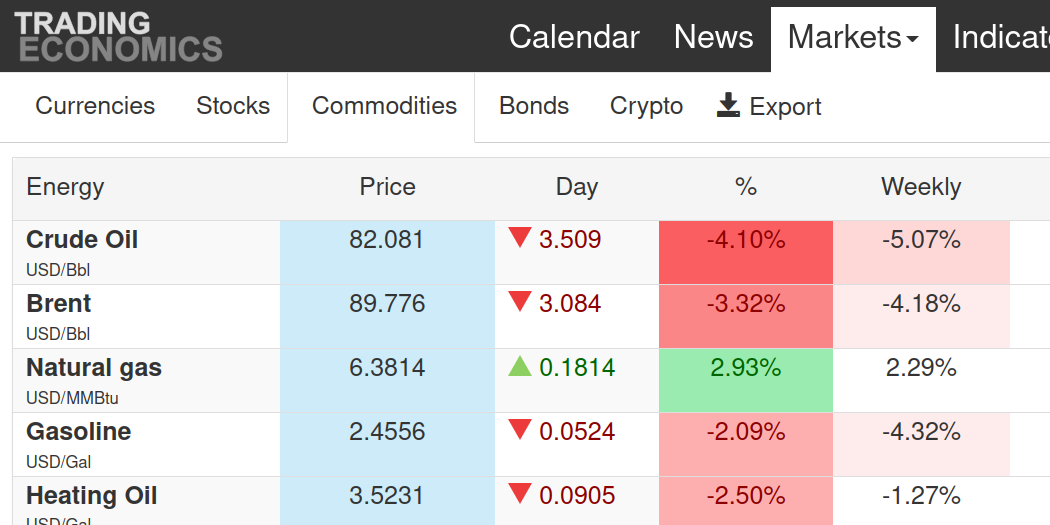 TRADING
ECONOMICS
Calendar News Markets
Currencies Stocks Commodities Bonds Crypto Export
Energy Price Day % Weekly
Crude Oil 82.081 3.509 -4.10% -5.07%
USD/Bbl
Brent 89.776 3.084 -3.32% -4.18%
USD/Bbl
Natural gas 6.3814 0.1814 2.93% 2.29%
USD/MMBtu
Gasoline 2.4556 0.0524 -2.09% -4.32%
USD/Gal
Heating Oil 3.5231 0.0905 -2.50% -1.27%
USD/Gal